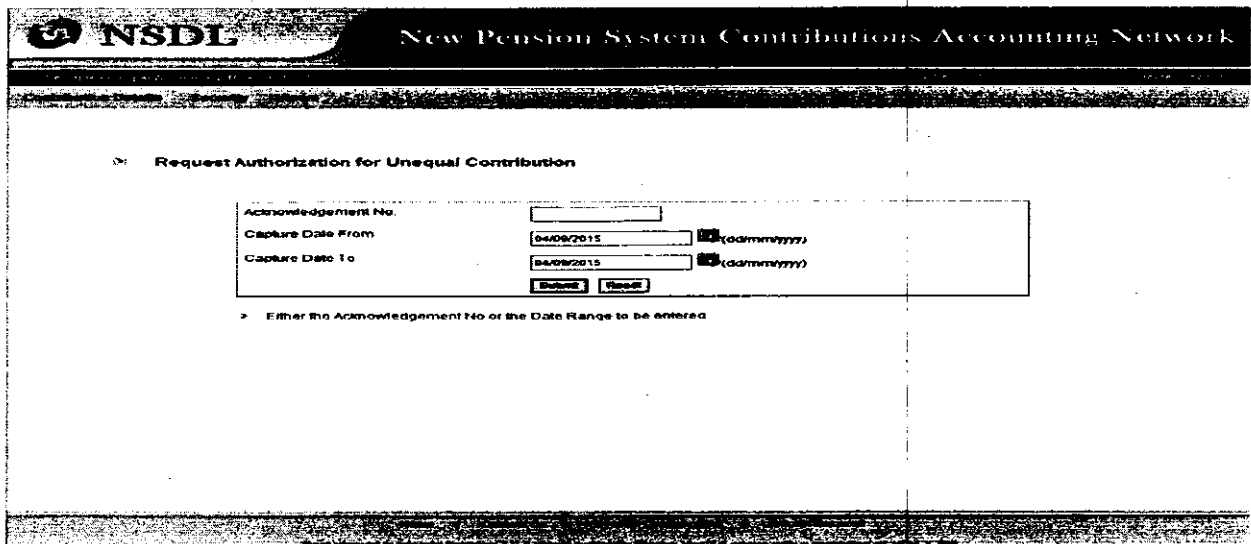 NSDL
New Pension System Contributions Accounting Network
Request Authorization for Unequal Contribution
Acknowledgement No.
Capture Date From 04/09/2015 (dd/mm/yyyy)
Capture Date To 04/09/2015 (dd/mm/yyyy)
Submit Reset
Either the Acknowledgement No or the Date Range to be entered